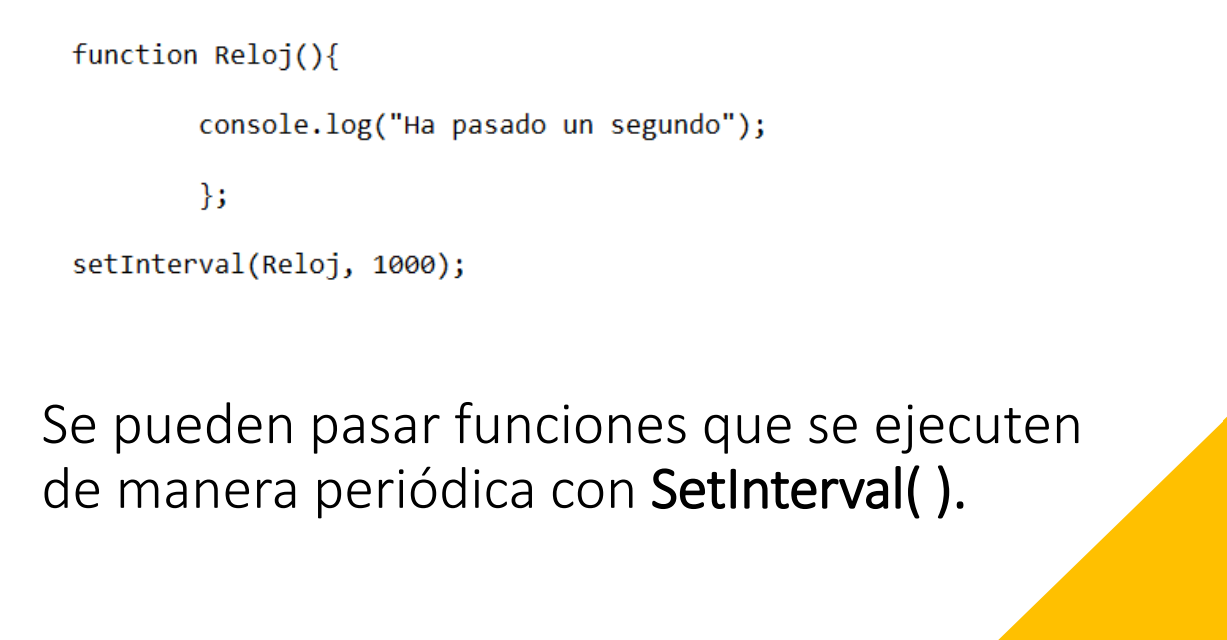 function Reloj(){
console.log("Ha pasado un segundo");
};
setInterval(Reloj, 1000);
Se pueden pasar funciones que se ejecuten
de manera periódica con SetInterval( ).